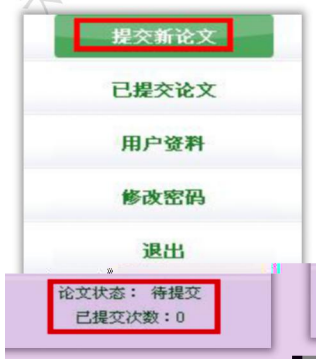 提交新论文
已提交论文
用户资料
修改密码
退出
»
论文状态： 待提交
已提交次数：0